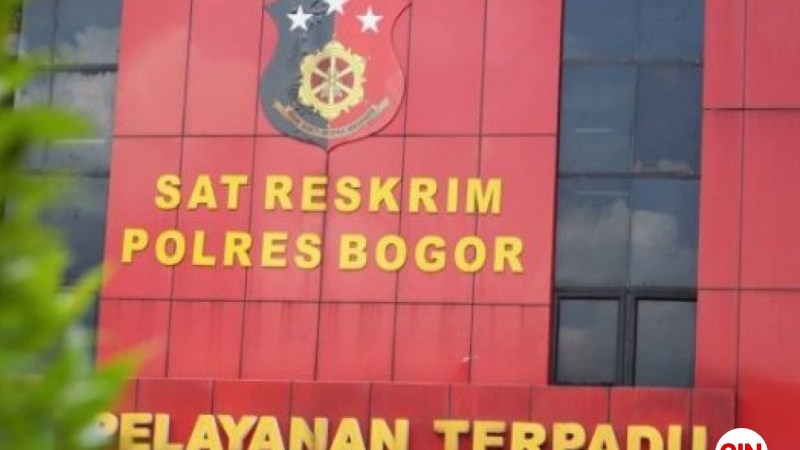 SAT RESKRIM
POLRES BOGOR
PELAYANAN TERPADU